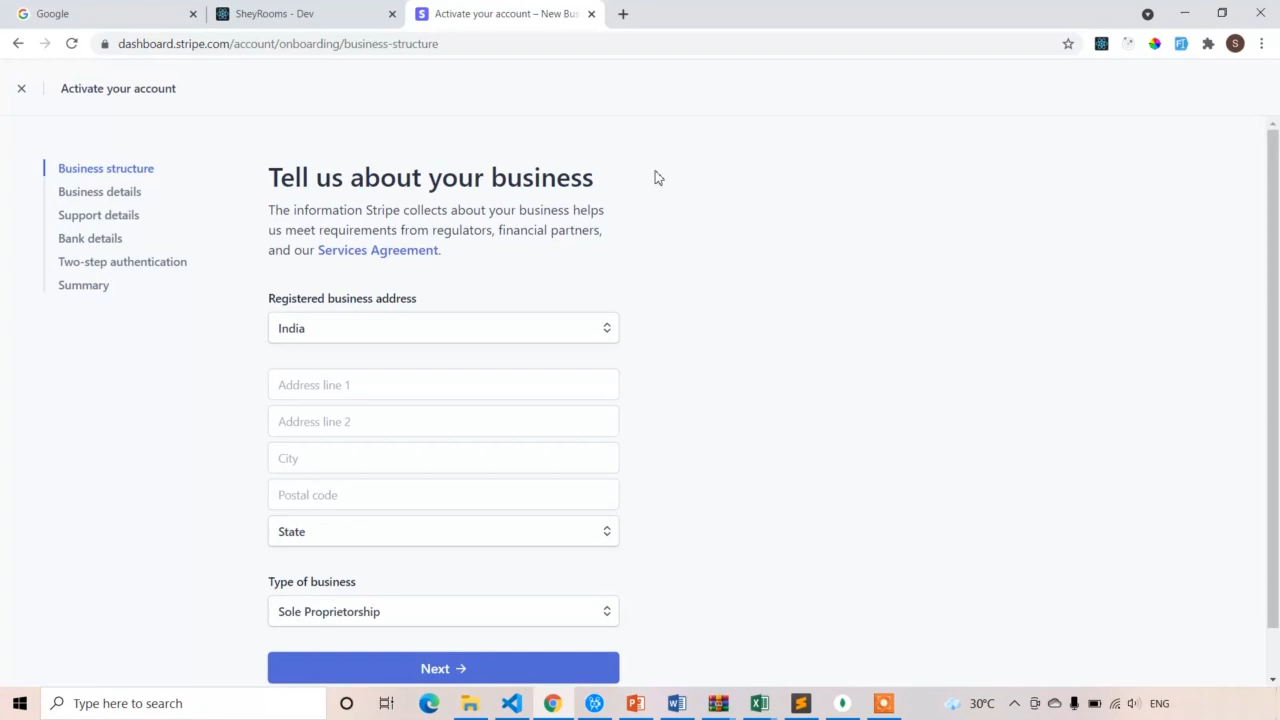 Google
SheyRooms - Dev
Activate your account – New Bus
dashboard.stripe.com/account/onboarding/business-structure
S
Activate your account
Business structure
Business details
Support details
Bank details
Two-step authentication
Summary
Tell us about your business
The information Stripe collects about your business helps
us meet requirements from regulators, financial partners,
and our Services Agreement.
Registered business address
India
Address line 1
Address line 2
City
Postal code
State
Type of business
Sole Proprietorship
Next →
Type here to search
30°C
ENG